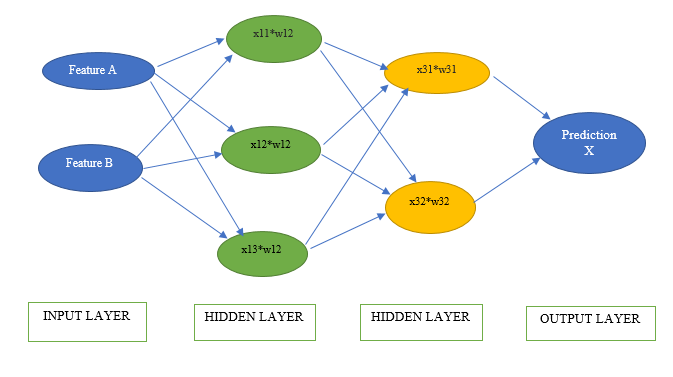 x11*w12
Feature A
x31*w31
Prediction
X
x12*w12
Feature B
x32*w32
x13*w12
INPUT LAYER
HIDDEN LAYER
HIDDEN LAYER
OUTPUT LAYER